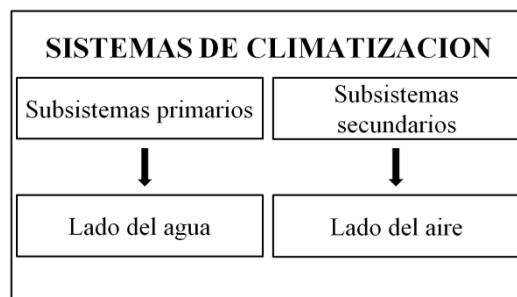 SISTEMAS DE CLIMATIZACION
Subsistemas primarios
Subsistemas
secundarios
Lado del agua
Lado del aire